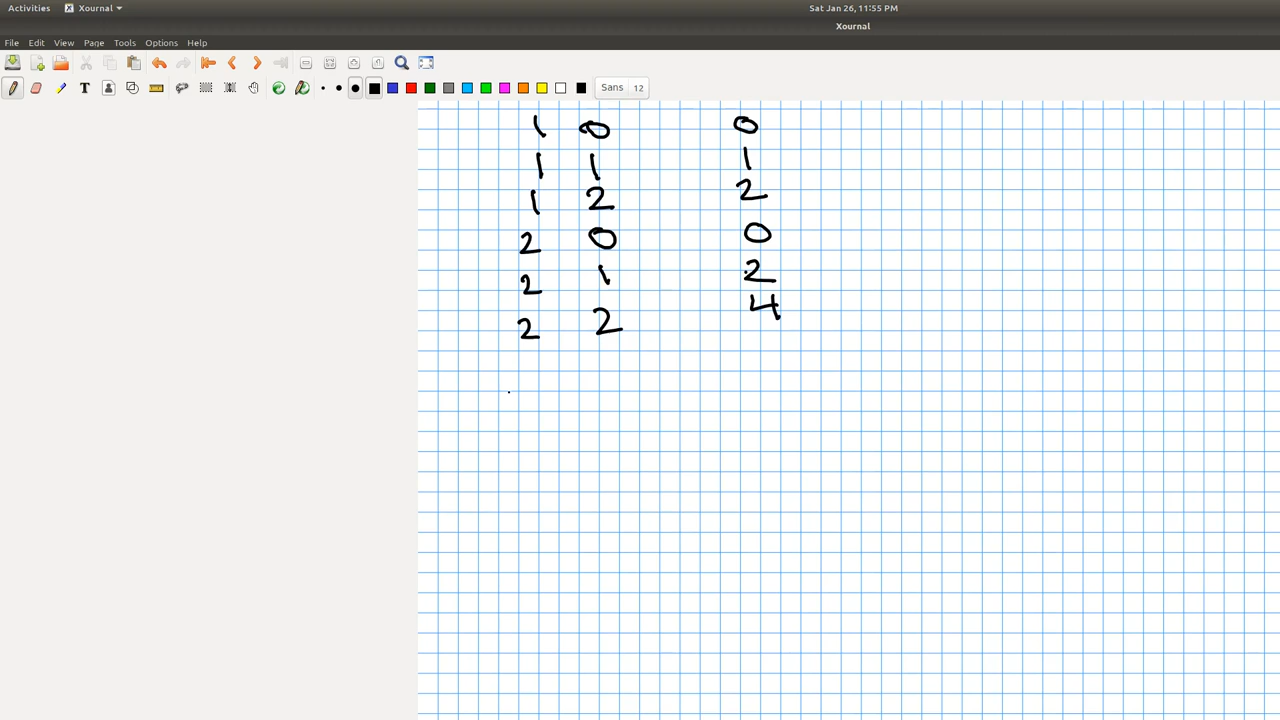 Activities Xournal Sat Jan 26, 11:55 PM
Xournal
File Edit View Page Tools Options Help
T Sans 12
1 0 0
1 1 1
1 2 2
2 0 0
2 1 2
2 2 4